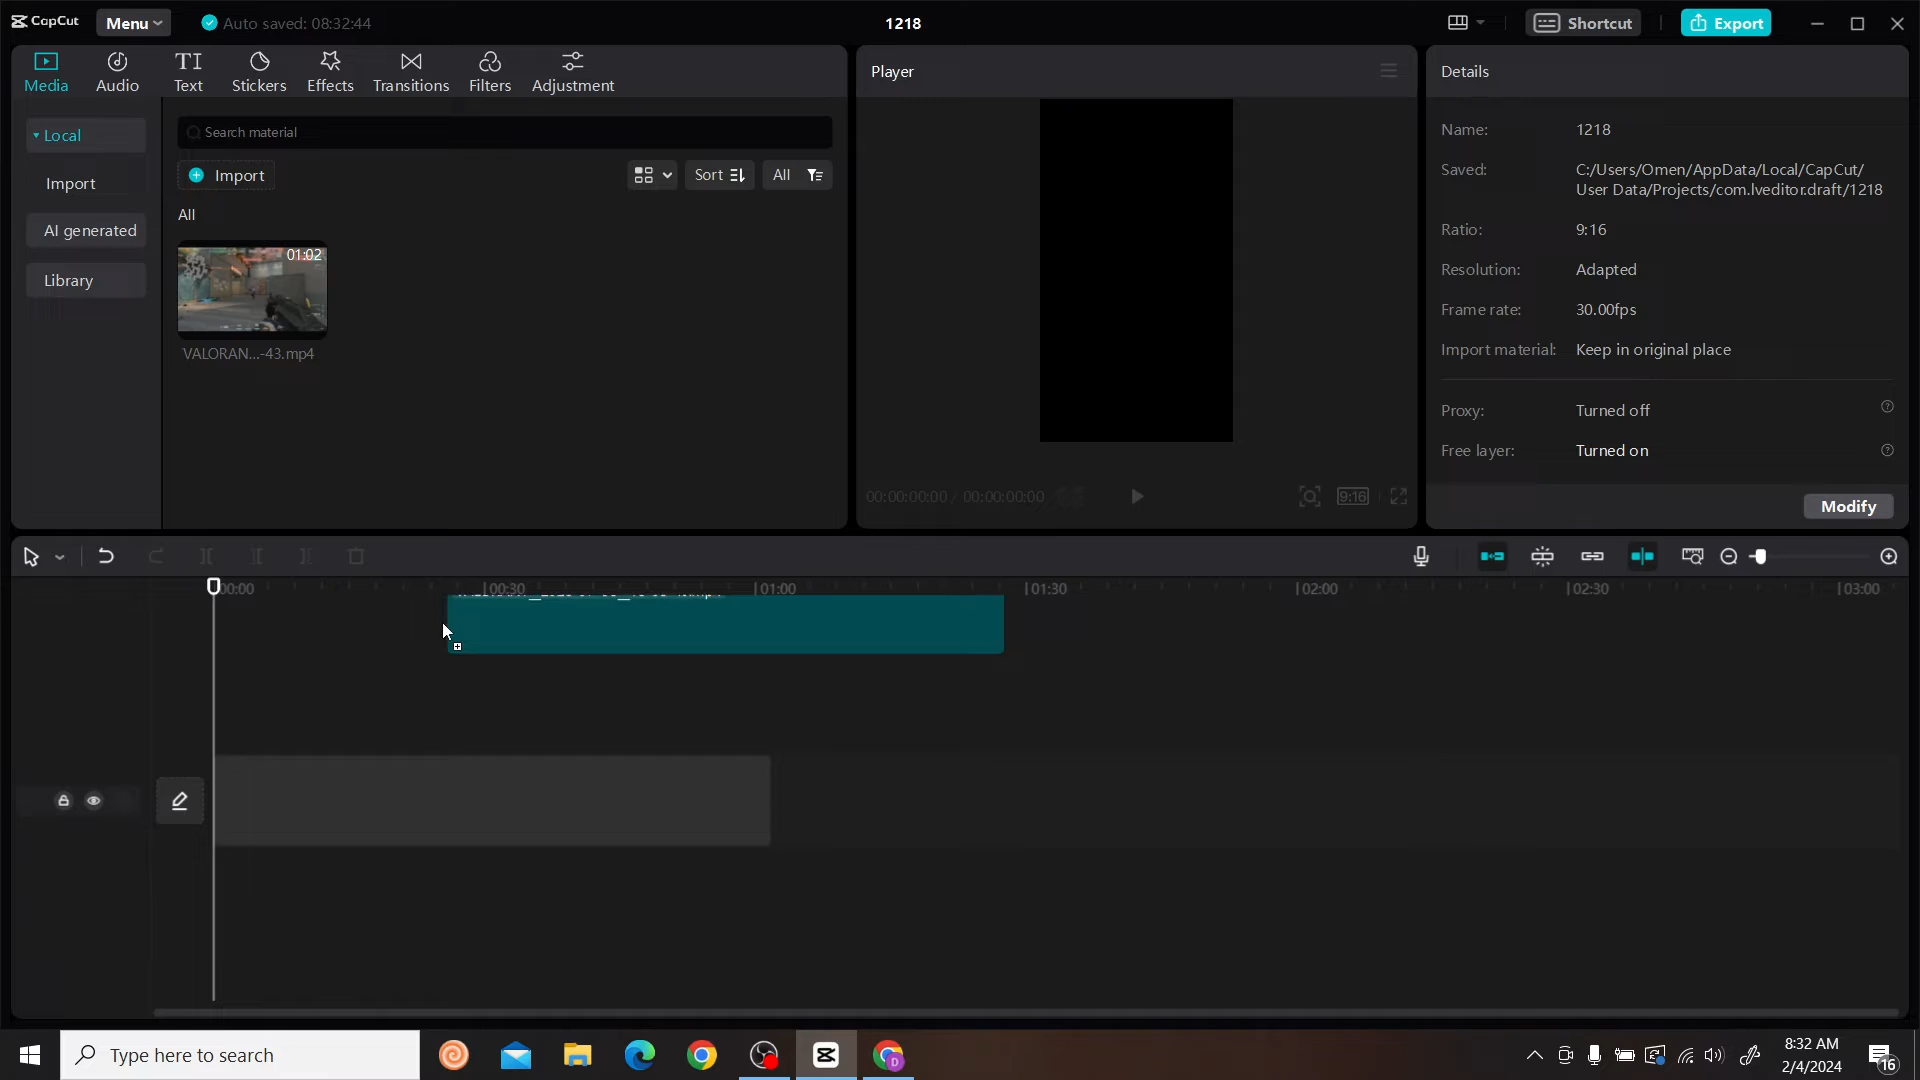 CapCut
Menu
Auto saved: 08:32:44
1218
Shortcut
Export
Media
Audio
TI
Text
Stickers
Effects
Transitions
Filters
Adjustment
Local
Import
AI generated
Library
Search material
Import
Sort
All
All
01:02
VALORAN...-43.mp4
Player
00:00:00:00 / 00:00:00:00
9:16
Details
Name: 1218
Saved: C:/Users/Omen/AppData/Local/CapCut/
User Data/Projects/com.lveditor.draft/1218
Ratio: 9:16
Resolution: Adapted
Frame rate: 30.00fps
Import material: Keep in original place
Proxy: Turned off
Free layer: Turned on
Modify
00:00 00:30 01:00 01:30 02:00 02:30 03:00
Type here to search
8:32 AM
2/4/2024
16